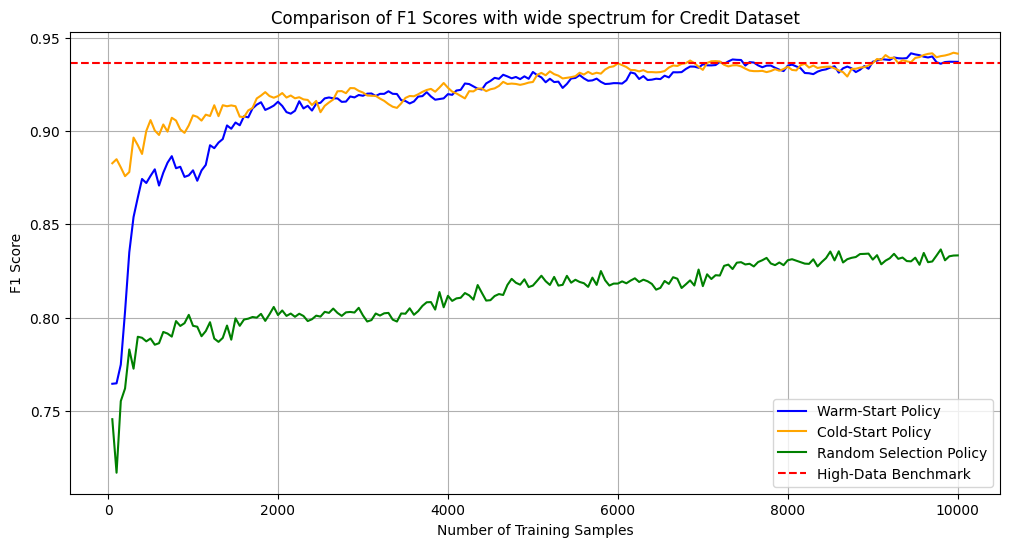 Comparison of F1 Scores with wide spectrum for Credit Dataset
0.95
0.90
0.85
0.80
0.75
F1 Score
0
2000
4000
6000
8000
10000
Number of Training Samples
Warm-Start Policy
Cold-Start Policy
Random Selection Policy
High-Data Benchmark